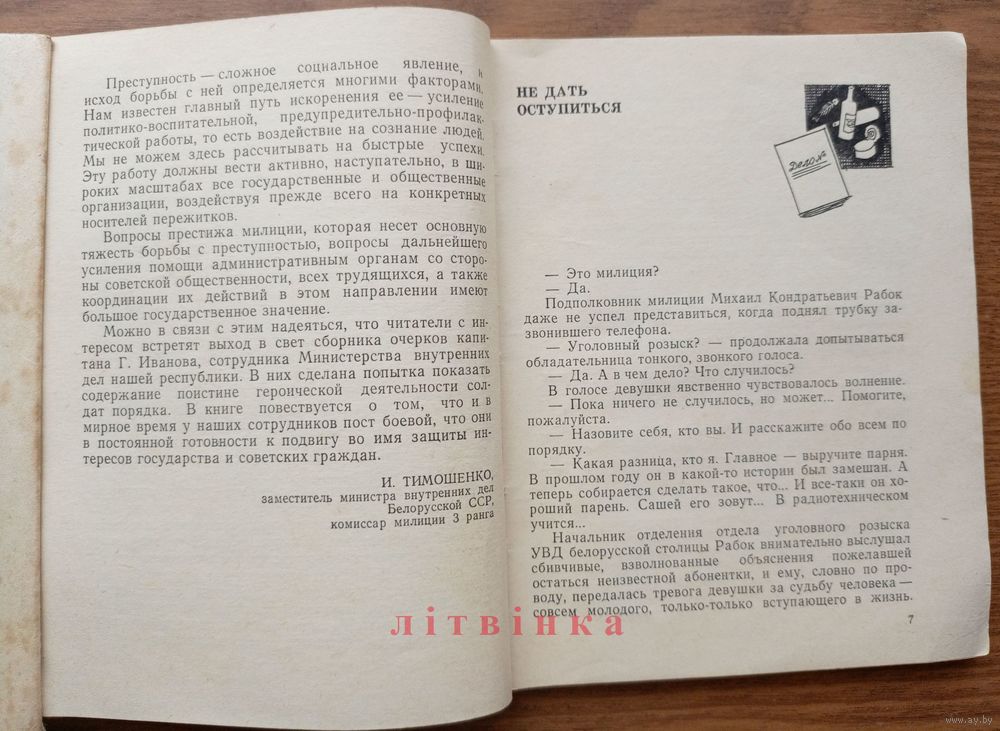 Преступность — сложное социальное явление, и
исход борьбы с ней определяется многими факторами.
Нам известен главный путь искоренения ее — усиление
политико-воспитательной, предупредительно-профилак-
тической работы, то есть воздействие на сознание людей.
Мы не можем здесь рассчитывать на быстрые успехи.
Эту работу должны вести активно, наступательно, в ши-
роких масштабах все государственные и общественные
организации, воздействуя прежде всего на конкретных
носителей пережитков.
Вопросы престижа милиции, которая несет основную
тяжесть борьбы с преступностью, вопросы дальнейшего
усиления помощи административным органам со сторо-
ны советской общественности, всех трудящихся, а также
координации их действий в этом направлении имеют
большое государственное значение.
Можно в связи с этим надеяться, что читатели с ин-
тересом встретят выход в свет сборника очерков капи-
тана Г. Иванова, сотрудника Министерства внутренних
дел нашей республики. В них сделана попытка показать
содержание поистине героической деятельности сол-
дат порядка. В книге повествуется о том, что и в
мирное время у наших сотрудников пост боевой, что они
в постоянной готовности к подвигу во имя защиты ин-
тересов государства и советских граждан.
И. ТИМОШЕНКО,
заместитель министра внутренних дел
Белорусской ССР,
комиссар милиции 3 ранга
НЕ ДАТЬ
ОСТУПИТЬСЯ
Дело №
— Это милиция?
— Да.
Подполковник милиции Михаил Кондратьевич Рабок
даже не успел представиться, когда поднял трубку за-
звонившего телефона.
— Уголовный розыск? — продолжала допытываться
обладательница тонкого, звонкого голоса.
— Да. А в чем дело? Что случилось?
В голосе девушки явственно чувствовалось волнение.
— Пока ничего не случилось, но может... Помогите,
пожалуйста.
— Назовите себя, кто вы. И расскажите обо всем по
порядку.
— Какая разница, кто я. Главное — выручите парня.
В прошлом году он в какой-то истории был замешан. А
теперь собирается сделать такое, что... И все-таки он хо-
роший парень. Сашей его зовут... В радиотехническом
учится...
Начальник отделения отдела уголовного розыска
УВД белорусской столицы Рабок внимательно выслушал
сбивчивые, взволнованные объяснения пожелавшей
остаться неизвестной абонентки, и ему, словно по про-
воду, передалась тревога девушки за судьбу человека —
совсем молодого, только-только вступающего в жизнь.
7
літвінка
www.ay.by